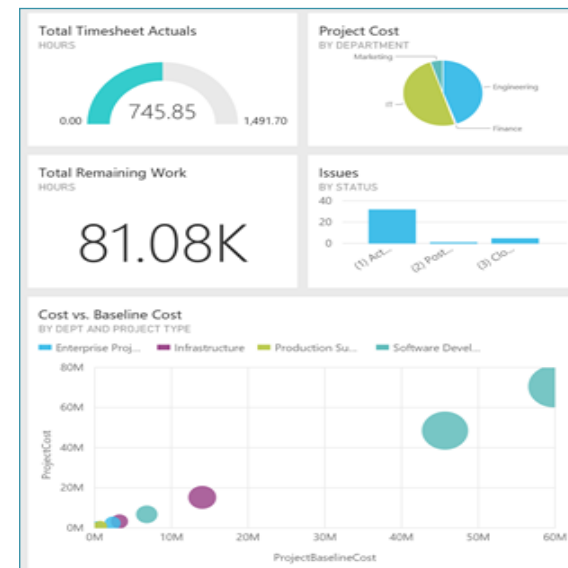 Total Timesheet Actuals
HOURS
0.00
745.85
1,491.70
Project Cost
BY DEPARTMENT
Marketing
Engineering
IT
Finance
Total Remaining Work
HOURS
81.08K
Issues
BY STATUS
40
20
0
(1) Act...
(2) Post...
(3) Clo...
Cost vs. Baseline Cost
BY DEPT AND PROJECT TYPE
Enterprise Proj... Infrastructure Production Su... Software Devel...
80M
60M
40M
20M
0M
ProjectCost
0M 10M 20M 30M 40M 50M 60M
ProjectBaselineCost